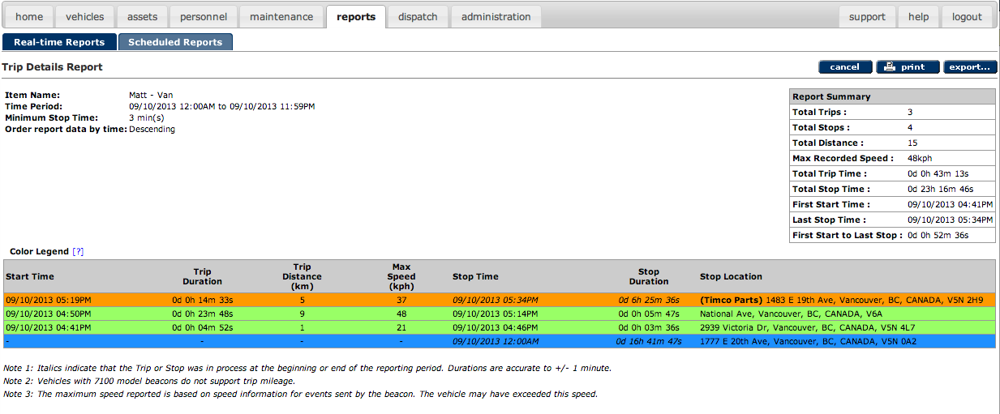 home vehicles assets personnel maintenance reports dispatch administration support help logout
Real-time Reports Scheduled Reports
Trip Details Report cancel print export...
Item Name: Matt - Van
Time Period: 09/10/2013 12:00AM to 09/10/2013 11:59PM
Minimum Stop Time: 3 min(s)
Order report data by time: Descending
Report Summary
Total Trips : 3
Total Stops : 4
Total Distance : 15
Max Recorded Speed : 48kph
Total Trip Time : 0d 0h 43m 13s
Total Stop Time : 0d 23h 16m 46s
First Start Time : 09/10/2013 04:41PM
Last Stop Time : 09/10/2013 05:34PM
First Start to Last Stop : 0d 0h 52m 36s
Color Legend [?]
Start Time Trip Duration Trip Distance (km) Max Speed (kph) Stop Time Stop Duration Stop Location
09/10/2013 05:19PM 0d 0h 14m 33s 5 37 09/10/2013 05:34PM 0d 6h 25m 36s (Timco Parts) 1483 E 19th Ave, Vancouver, BC, CANADA, V5N 2H9
09/10/2013 04:50PM 0d 0h 23m 48s 9 48 09/10/2013 05:14PM 0d 0h 05m 47s National Ave, Vancouver, BC, CANADA, V6A
09/10/2013 04:41PM 0d 0h 04m 52s 1 21 09/10/2013 04:46PM 0d 0h 03m 36s 2939 Victoria Dr, Vancouver, BC, CANADA, V5N 4L7
- - - - 09/10/2013 12:00AM 0d 16h 41m 47s 1777 E 20th Ave, Vancouver, BC, CANADA, V5N 0A2
Note 1: Italics indicate that the Trip or Stop was in process at the beginning or end of the reporting period. Durations are accurate to +/- 1 minute.
Note 2: Vehicles with 7100 model beacons do not support trip mileage.
Note 3: The maximum speed reported is based on speed information for events sent by the beacon. The vehicle may have exceeded this speed.